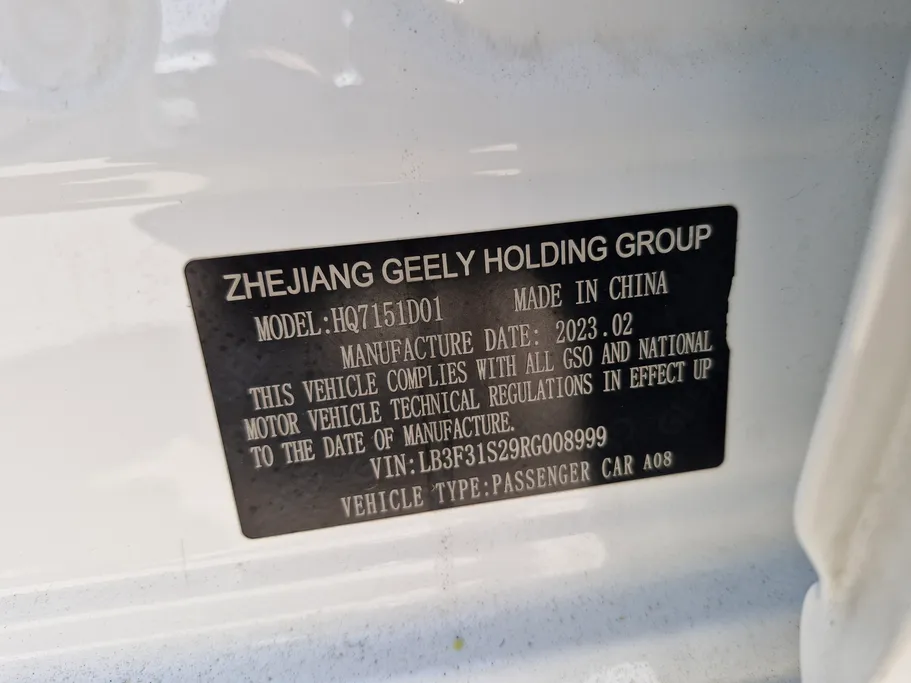 ZHEJIANG GEELY HOLDING GROUP
MODEL:HQ7151D01 MADE IN CHINA
MANUFACTURE DATE: 2023.02
THIS VEHICLE COMPLIES WITH ALL GSO AND NATIONAL
MOTOR VEHICLE TECHNICAL REGULATIONS IN EFFECT UP
TO THE DATE OF MANUFACTURE.
VIN:LB3F31S29RG008999
VEHICLE TYPE:PASSENGER CAR A08